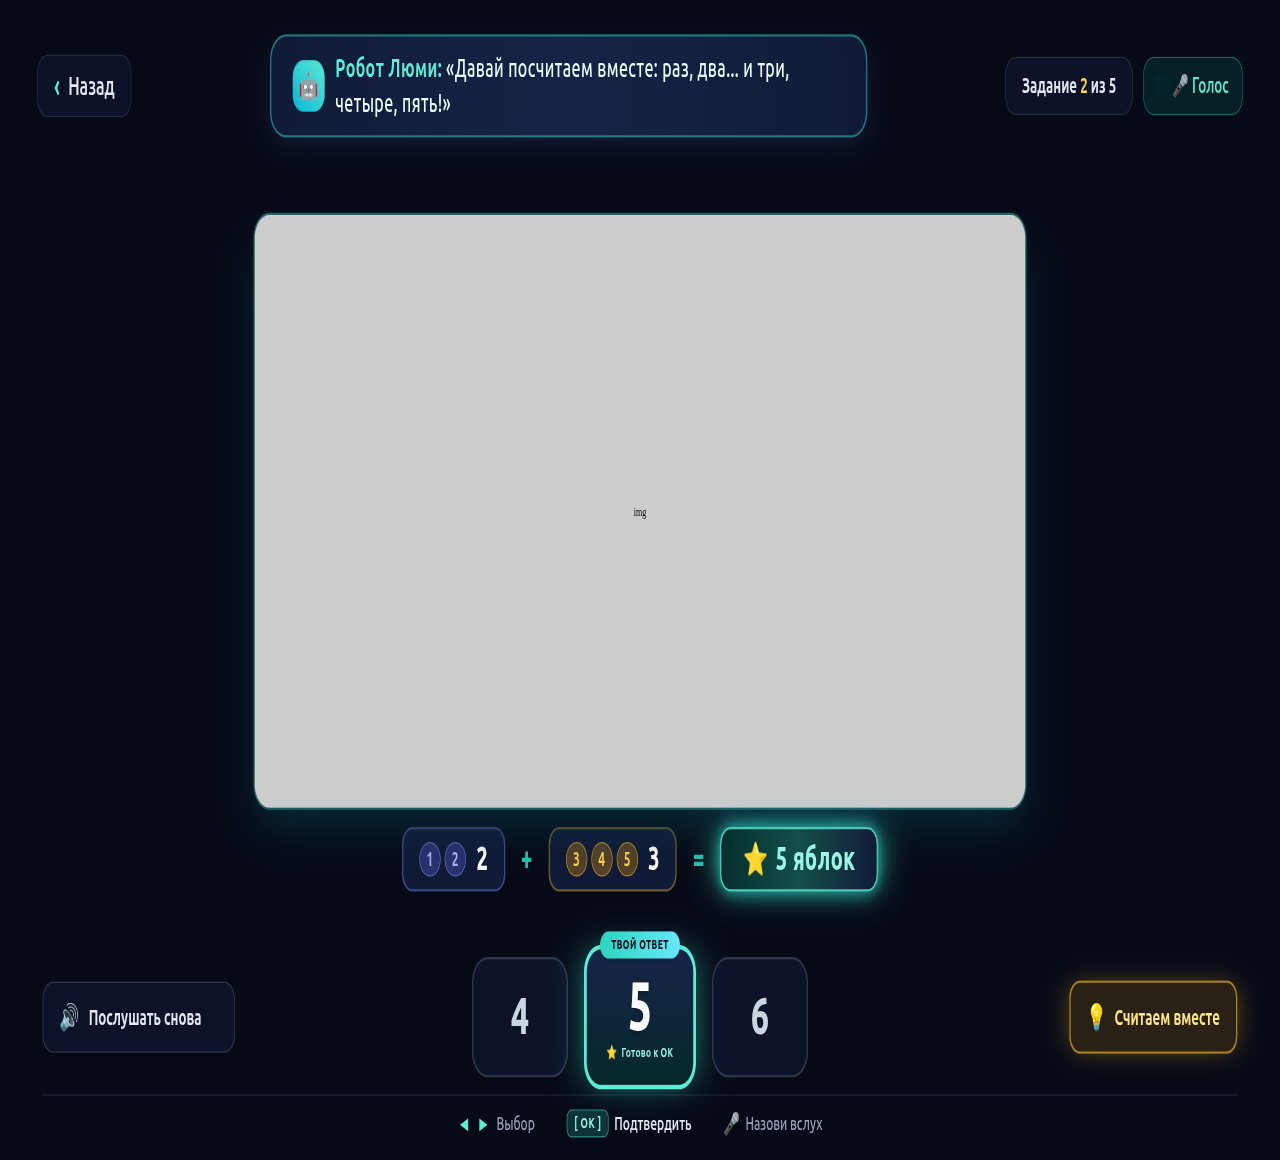 ‹ Назад
Робот Люми: «Давай посчитаем вместе: раз, два... и три,
четыре, пять!»
Задание 2 из 5
Голос
img
1 2 2 + 3 4 5 3 = 5 яблок
ТВОЙ ОТВЕТ
4
5
6
Готово к ОК
Послушать снова
Считаем вместе
Выбор
[ OK ] Подтвердить
Назови вслух